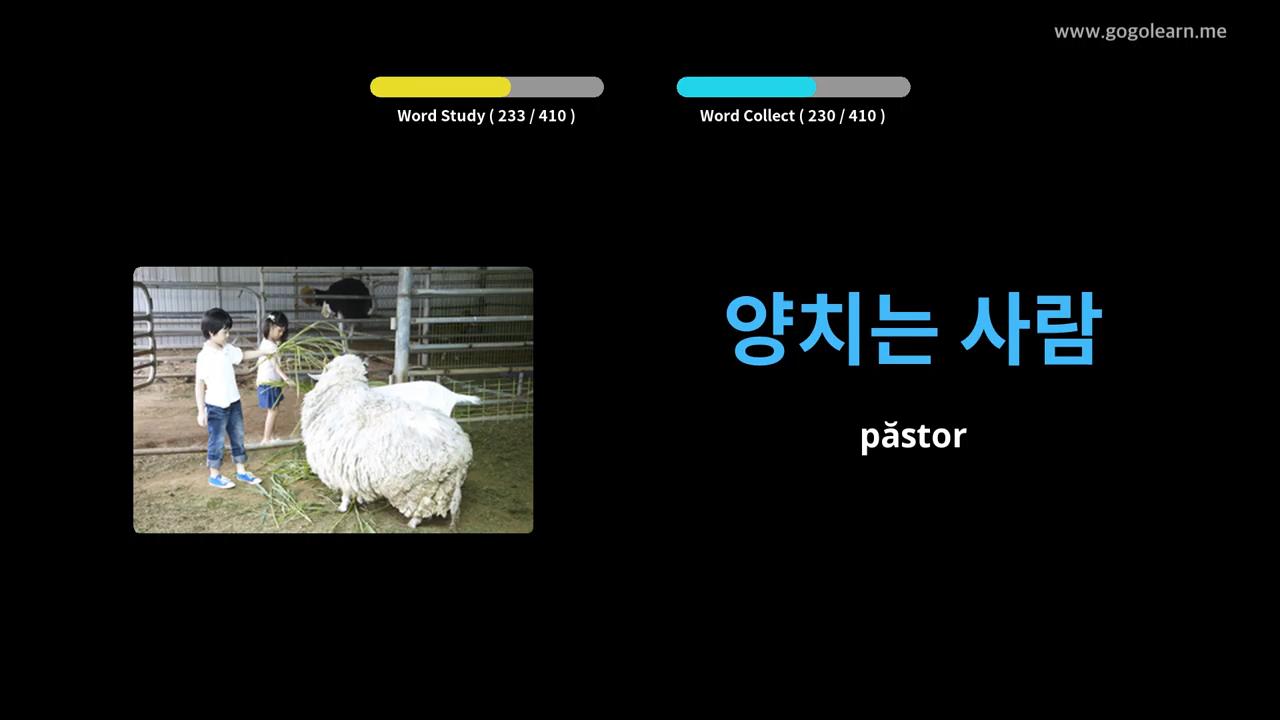 www.gogolearn.me
Word Study ( 233 / 410 )
Word Collect ( 230 / 410 )
양치는 사람
păstor